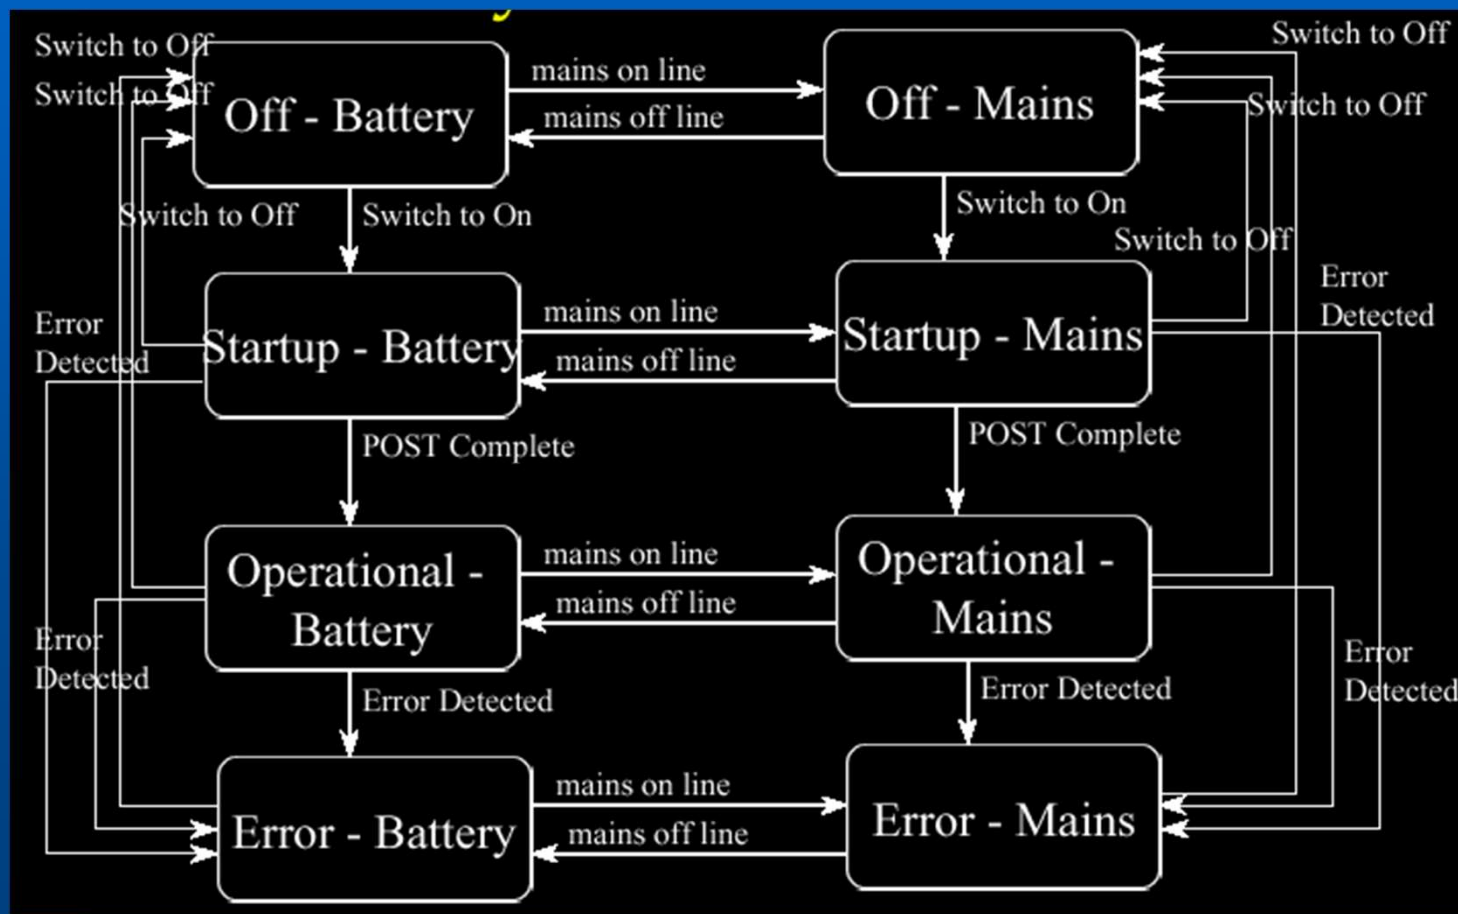 Switch to Off
Switch to Off
mains on line
Off - Battery
mains off line
Off - Mains
Switch to Off
Switch to Off
Switch to Off
Switch to On
Switch to On
Switch to Off
Error
Detected
mains on line
Startup - Battery
mains off line
Startup - Mains
Error
Detected
POST Complete
POST Complete
mains on line
Operational -
Battery
mains off line
Operational -
Mains
Error
Detected
Error Detected
Error Detected
Error
Detected
mains on line
Error - Battery
mains off line
Error - Mains